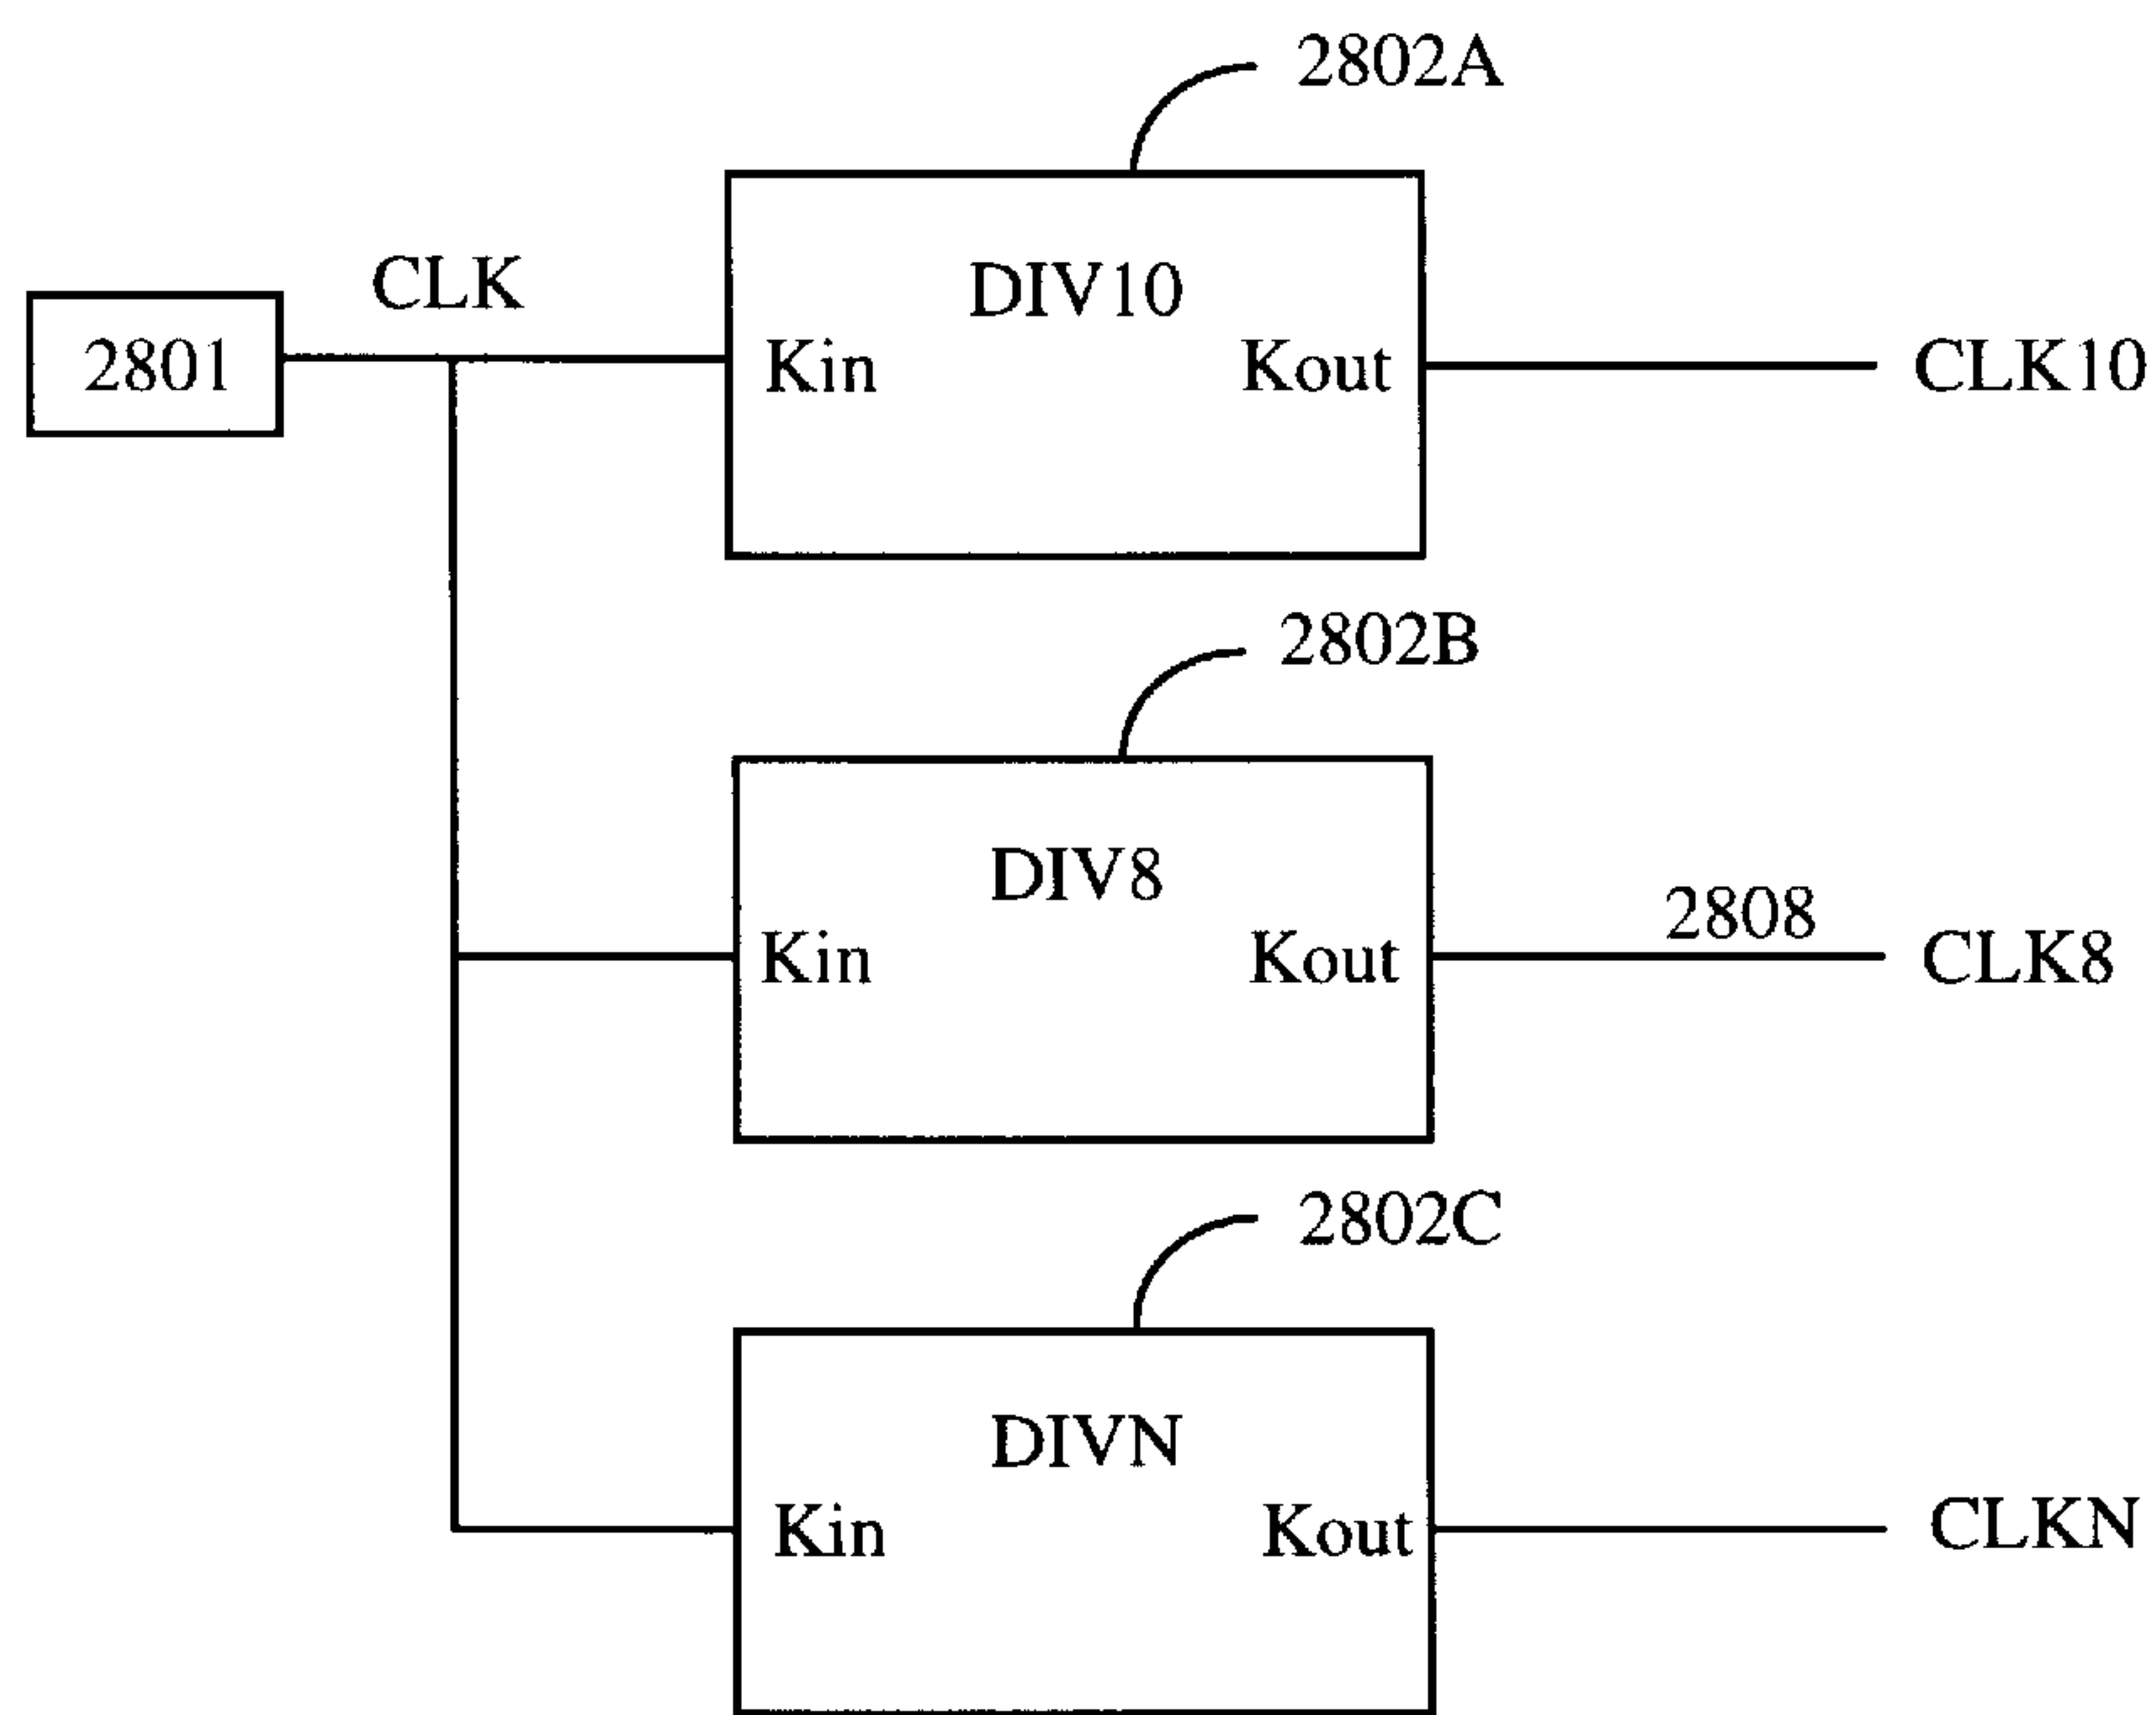 2802A
CLK
DIV10
2801
Kin
Kout
CLK10
2802B
DIV8
2808
Kin
Kout
CLK8
2802C
DIVN
Kin
Kout
CLKN